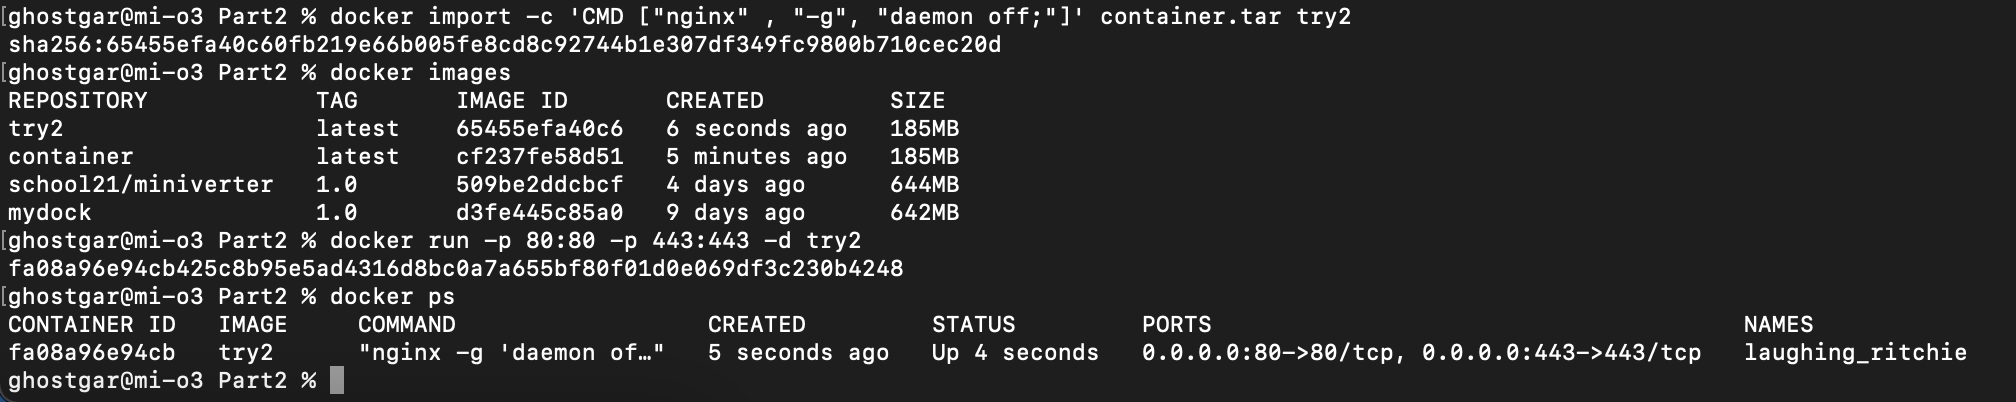 [ghostgar@mi-o3 Part2 % docker import -c 'CMD ["nginx" , "-g", "daemon off;"]' container.tar try2
sha256:65455efa40c60fb219e66b005fe8cd8c92744b1e307df349fc9800b710cec20d
[ghostgar@mi-o3 Part2 % docker images
REPOSITORY TAG IMAGE ID CREATED SIZE
try2 latest 65455efa40c6 6 seconds ago 185MB
container latest cf237fe58d51 5 minutes ago 185MB
school21/miniverter 1.0 509be2ddcbcf 4 days ago 644MB
mydock 1.0 d3fe445c85a0 9 days ago 642MB
[ghostgar@mi-o3 Part2 % docker run -p 80:80 -p 443:443 -d try2
fa08a96e94cb425c8b95e5ad4316d8bc0a7a655bf80f01d0e069df3c230b4248
[ghostgar@mi-o3 Part2 % docker ps
CONTAINER ID IMAGE COMMAND CREATED STATUS PORTS NAMES
fa08a96e94cb try2 "nginx -g 'daemon of…" 5 seconds ago Up 4 seconds 0.0.0.0:80->80/tcp, 0.0.0.0:443->443/tcp laughing_ritchie
ghostgar@mi-o3 Part2 %